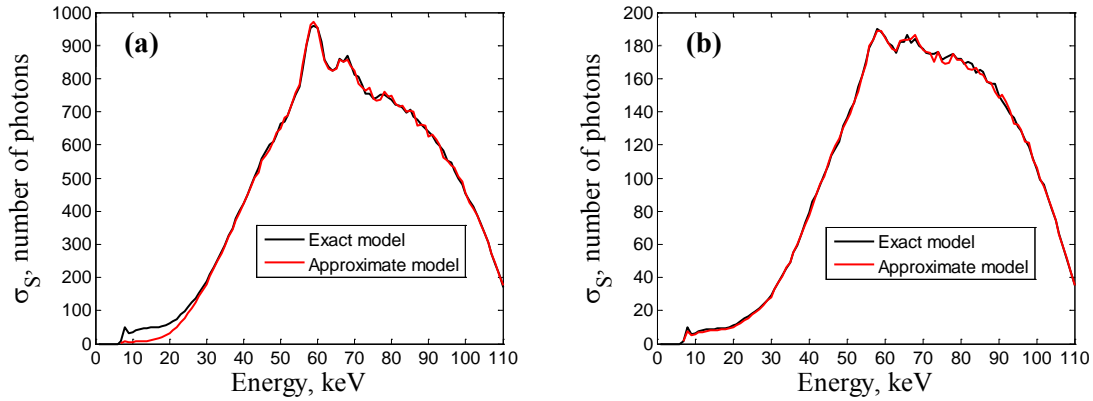 (a)
σS, number of photons
1000
900
800
700
600
500
400
300
200
100
0
Exact model
Approximate model
0 10 20 30 40 50 60 70 80 90 100 110
Energy, keV
(b)
σS, number of photons
200
180
160
140
120
100
80
60
40
20
0
Exact model
Approximate model
0 10 20 30 40 50 60 70 80 90 100 110
Energy, keV